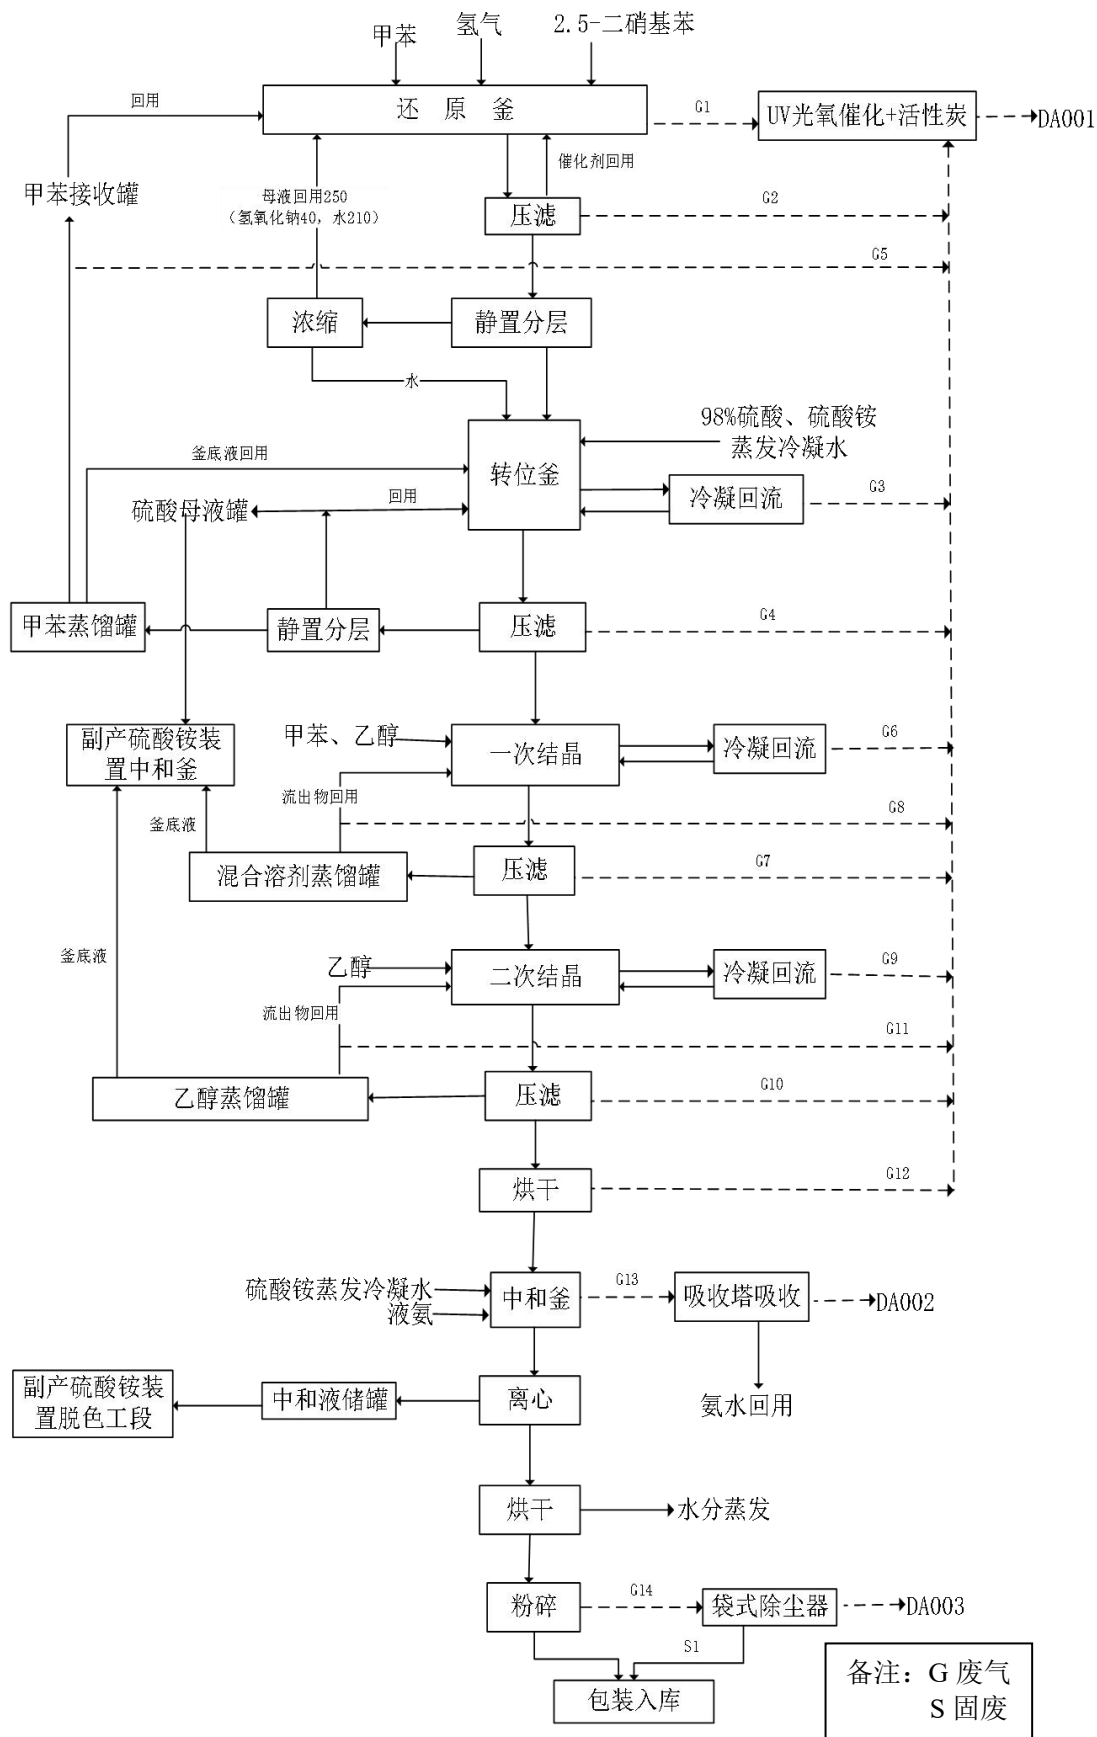 甲苯
氢气
2.5-二硝基苯
回用
还 原 釜
G1
UV光氧催化+活性炭
DA001
催化剂回用
甲苯接收罐
母液回用250
（氢氧化钠40，水210）
压滤
G2
G5
浓缩
静置分层
水
98%硫酸、硫酸铵
蒸发冷凝水
釜底液回用
转位釜
G3
冷凝回流
回用
硫酸母液罐
甲苯蒸馏罐
静置分层
压滤
G4
副产硫酸铵装
置中和釜
甲苯、乙醇
一次结晶
冷凝回流
G6
流出物回用
G8
釜底液
混合溶剂蒸馏罐
压滤
G7
釜底液
乙醇
二次结晶
冷凝回流
G9
流出物回用
G11
乙醇蒸馏罐
压滤
G10
烘干
G12
硫酸铵蒸发冷凝水
液氨
中和釜
G13
吸收塔吸收
DA002
副产硫酸铵装
置脱色工段
中和液储罐
离心
氨水回用
烘干
水分蒸发
粉碎
G14
袋式除尘器
DA003
S1
包装入库
备注：G 废气
S 固废